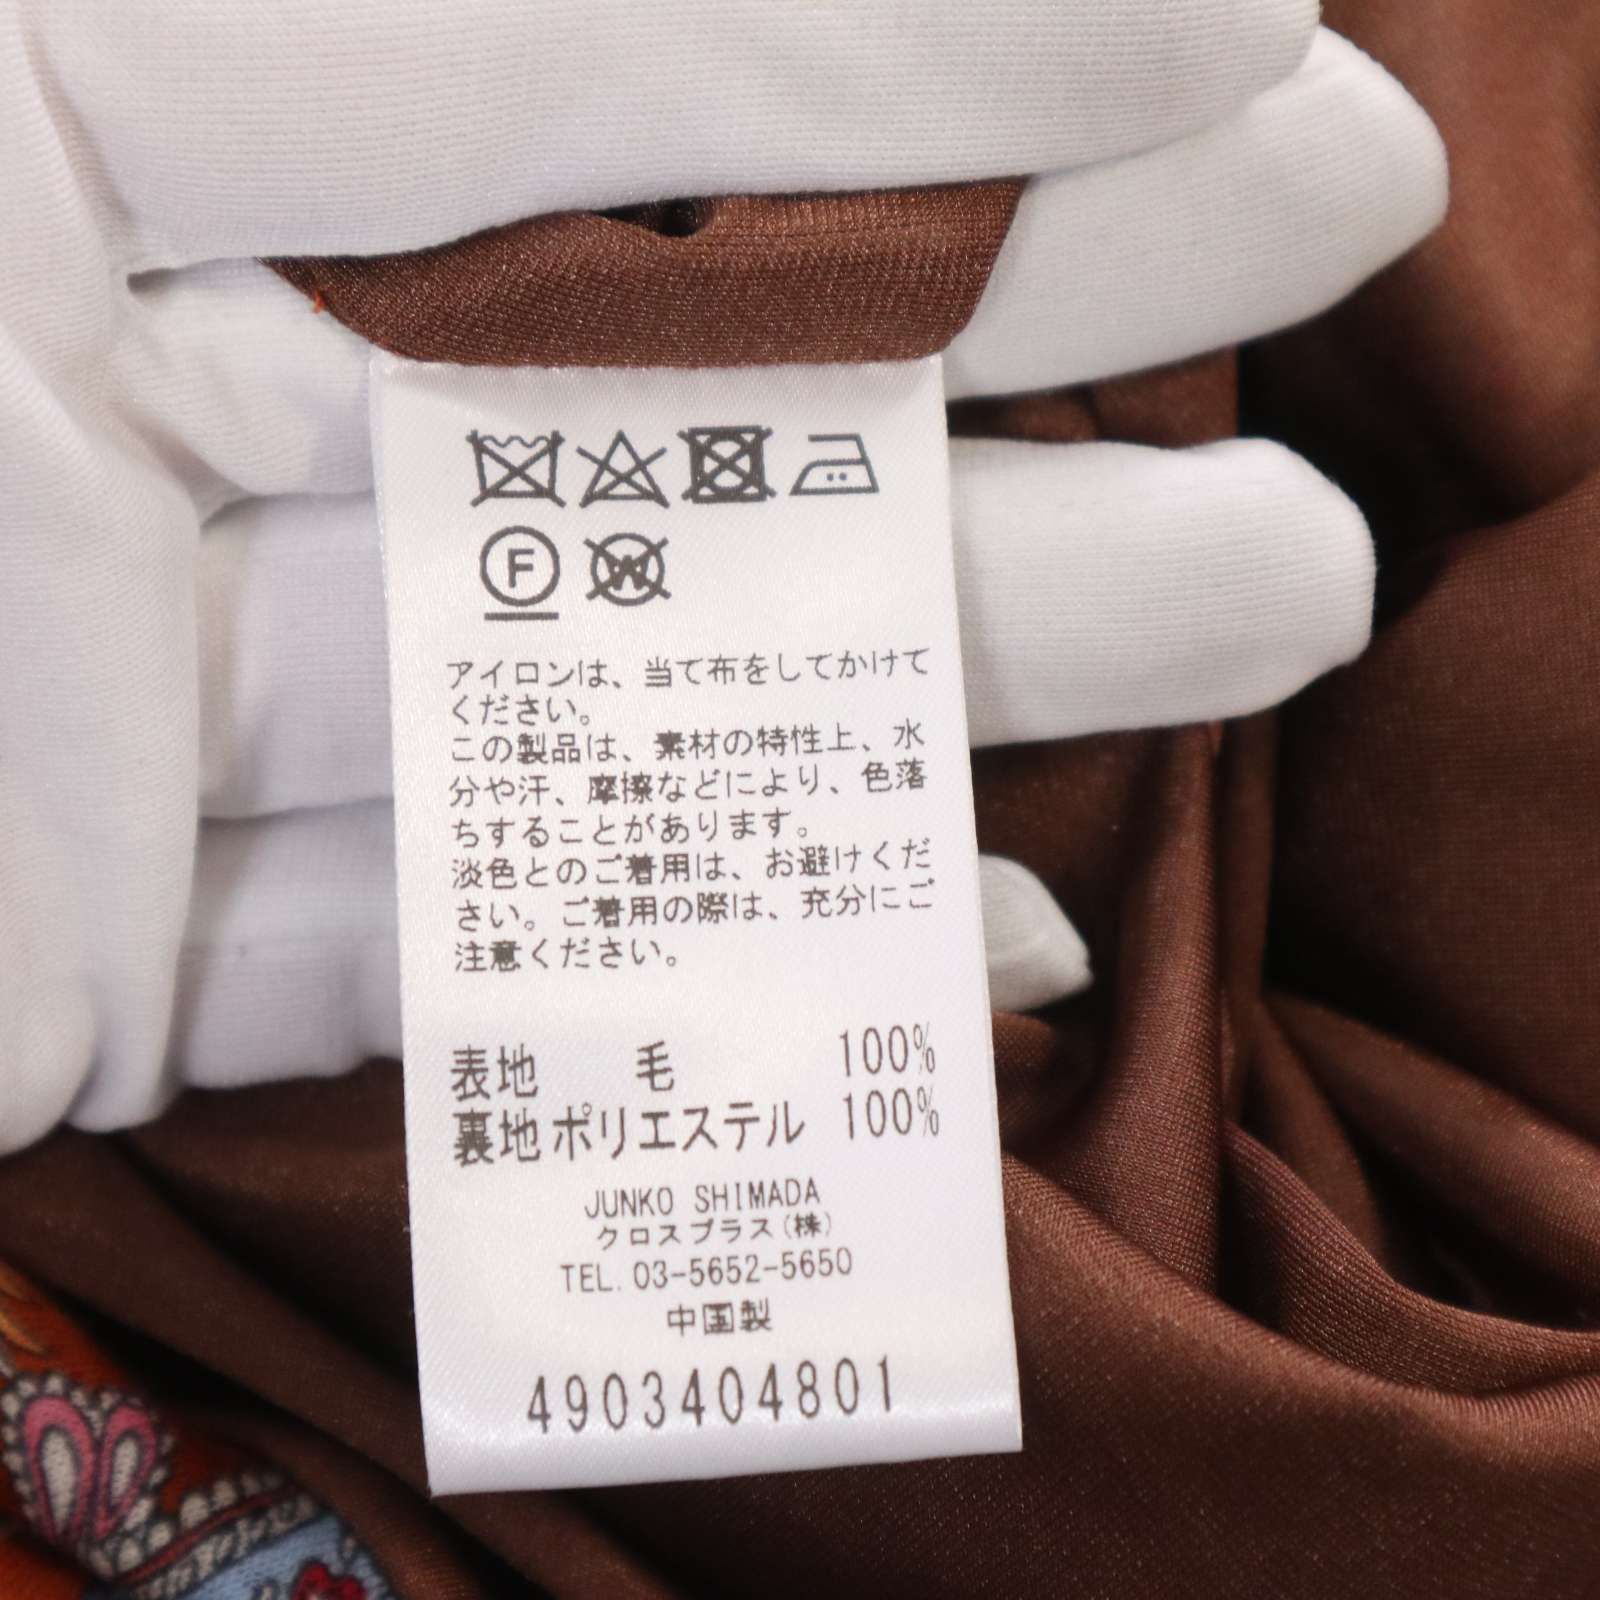 F W
アイロンは、当て布をしてかけて
ください。
この製品は、素材の特性上、水
分や汗、摩擦などにより、色落
ちすることがあります。
淡色とのご着用は、お避けくだ
さい。ご着用の際は、充分にご
注意ください。
表地 毛 100%
裏地ポリエステル 100%
JUNKO SHIMADA
クロスプラス(株)
TEL. 03-5652-5650
中国製
4903404801